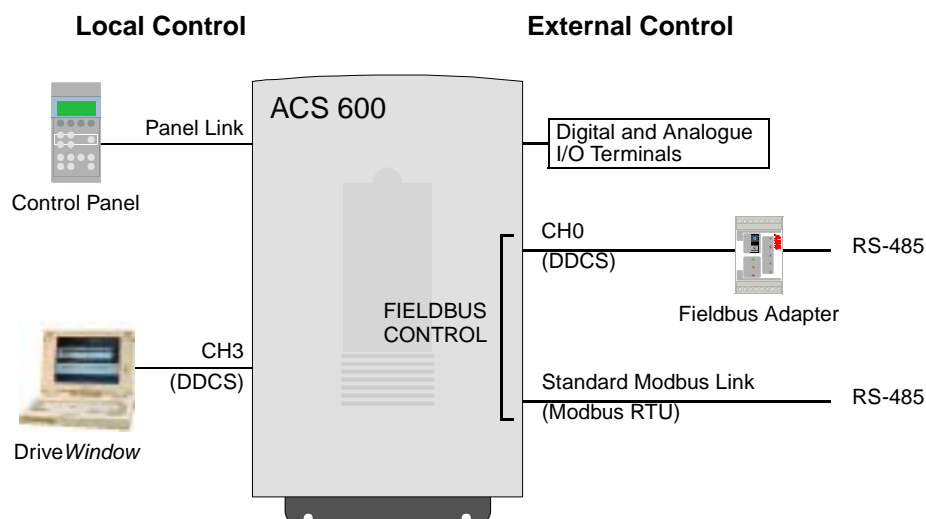 Local Control
External Control
ACS 600
Panel Link
Digital and Analogue
I/O Terminals
Control Panel
CH0
(DDCS)
RS-485
Fieldbus Adapter
FIELDBUS
CONTROL
CH3
(DDCS)
Standard Modbus Link
(Modbus RTU)
RS-485
DriveWindow
ABB